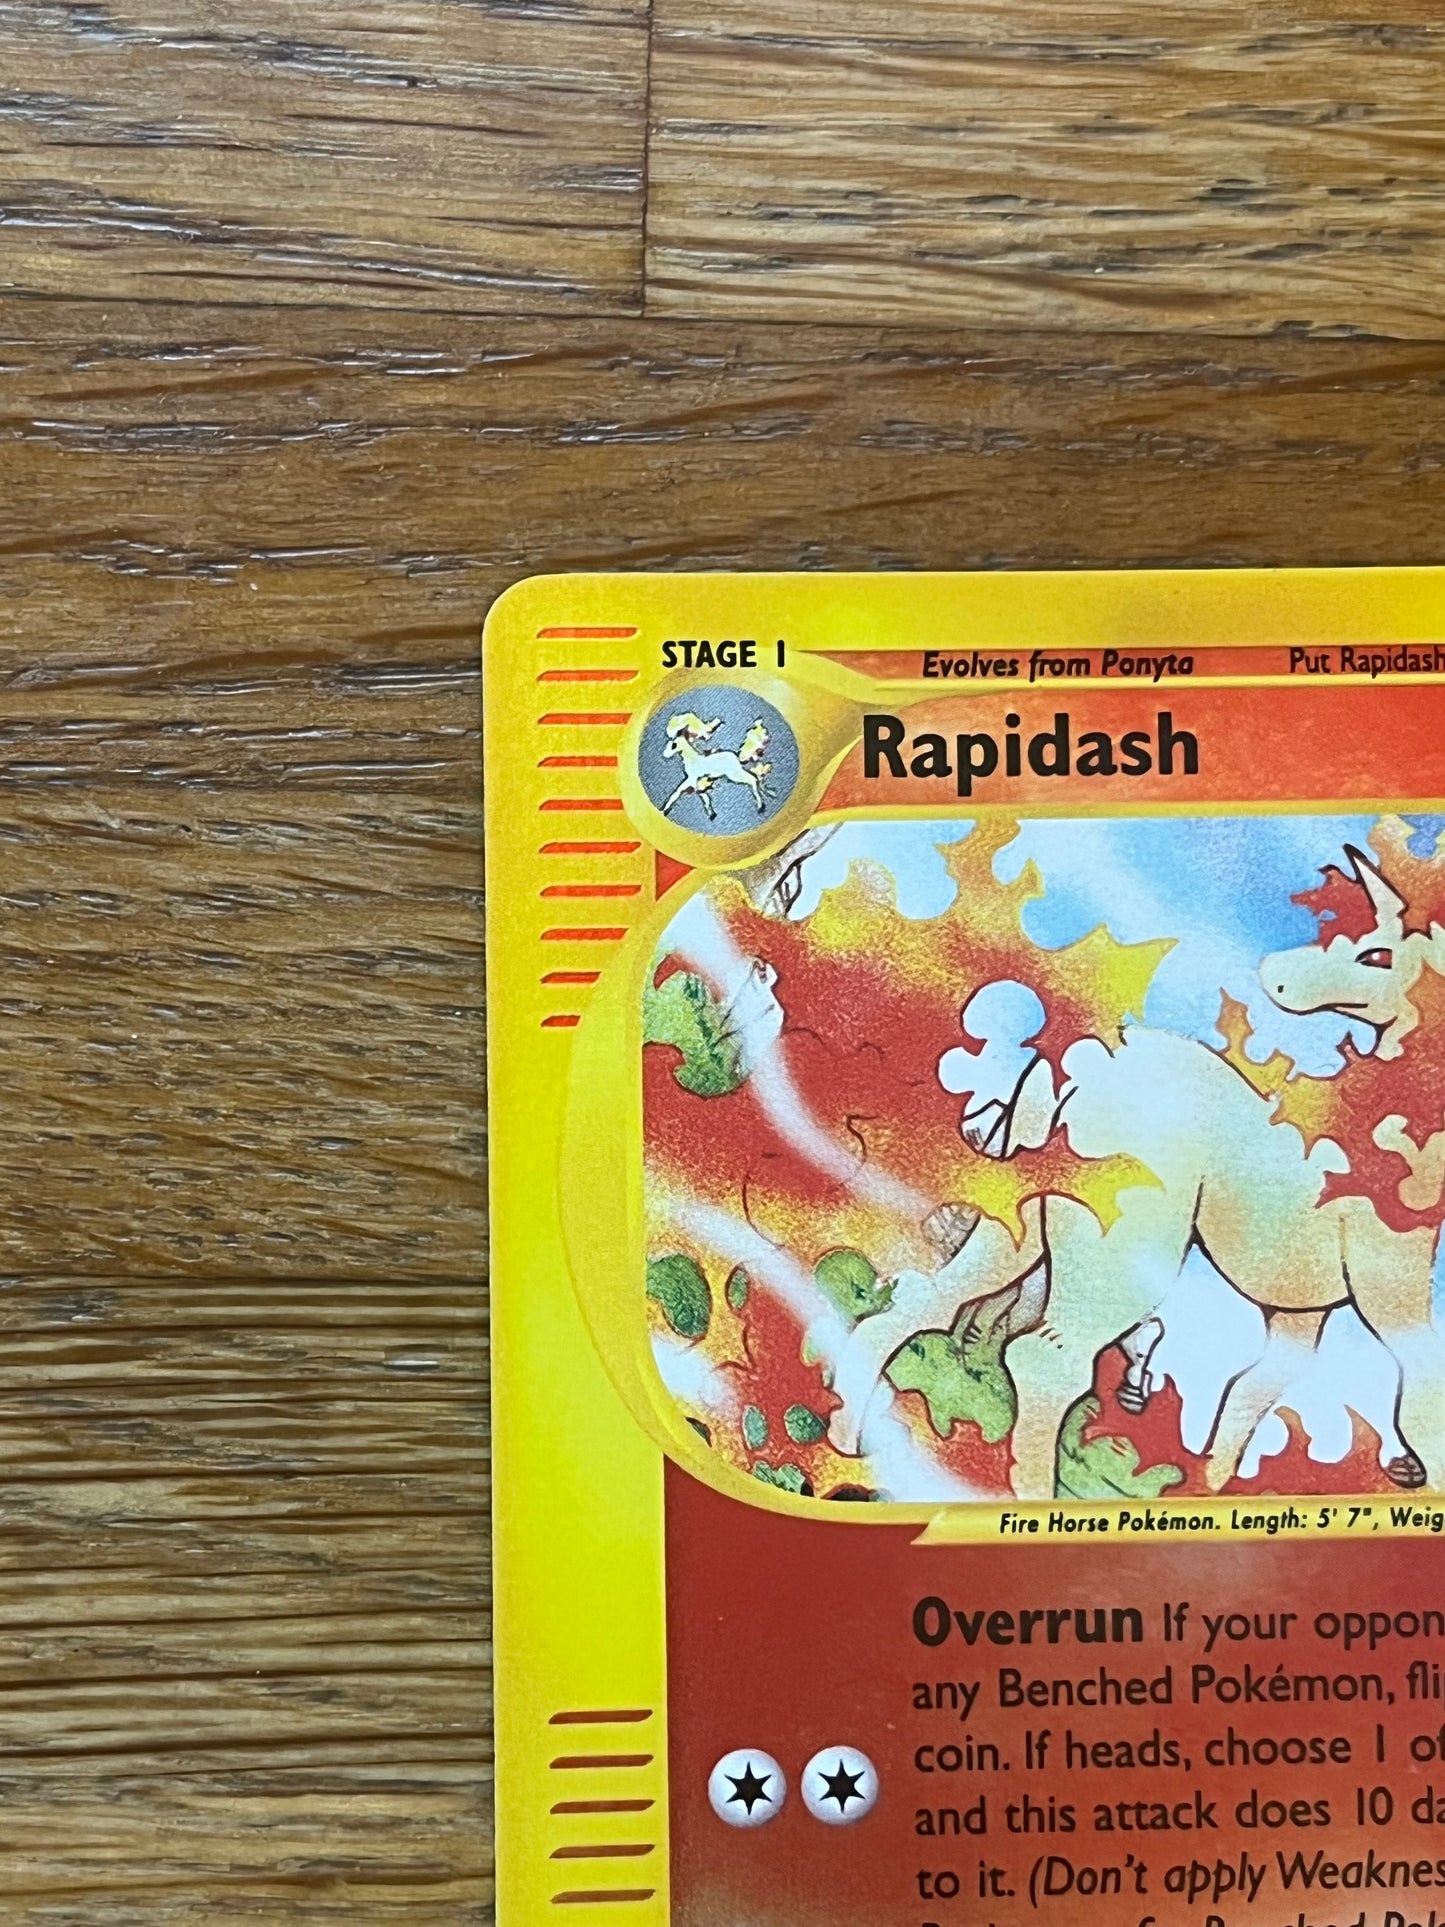 STAGE 1
Evolves from Ponyta Put Rapidash
Rapidash
Fire Horse Pokémon. Length: 5' 7", Weig
Overrun If your oppon
any Benched Pokémon, fli
coin. If heads, choose 1 of
and this attack does 10 da
to it. (Don't apply Weaknes